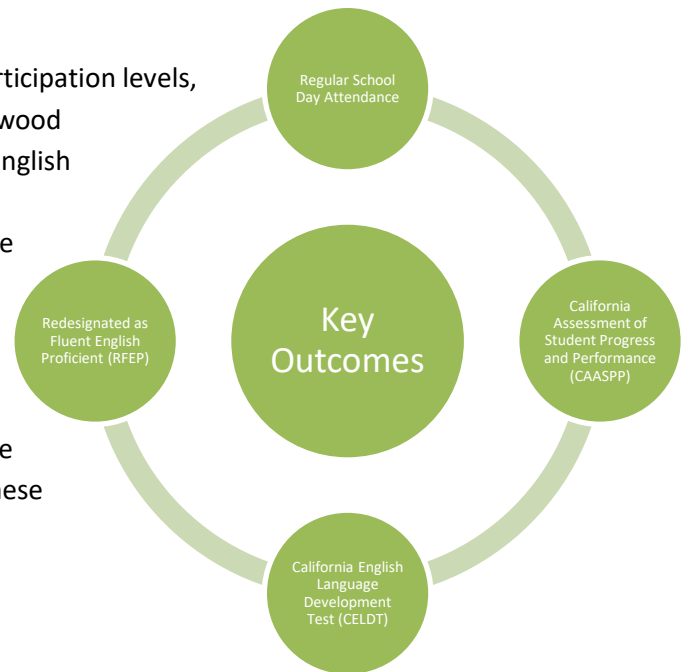 rticipation levels,
wood
nglish
e
e
nese
Regular School
Day Attendance
California
Assessment of
Student Progress
and Performance
(CAASPP)
California English
Language
Development
Test (CELDT)
Redesignated as
Fluent English
Proficient (RFEP)
Key
Outcomes